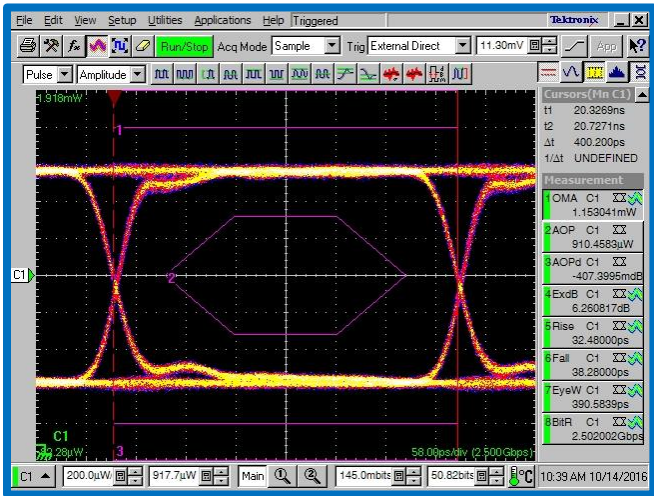 File Edit View Setup Utilities Applications Help Triggered Tektronix
Run/Stop Acq Mode Sample Trig External Direct 11.30mV App
Pulse Amplitude
1.918mW
1
2
C1
C1
3
58.00ps/div (2.500Gbps)
Cursors(Mn C1)
t1 20.3269ns
t2 20.7271ns
Δt 400.200ps
1/Δt UNDEFINED
Measurement
1 OMA C1
1.153041mW
2 AOP C1
910.4583µW
3 AOPd C1
-407.3995mdB
4 ExdB C1
6.260817dB
5 Rise C1
32.48000ps
6 Fall C1
38.28000ps
7 EyeW C1
390.5839ps
8 BitR C1
2.502002Gbps
C1 200.0µW/ 917.7µW Main 145.0mbits 50.82bits °C 10:39 AM 10/14/2016